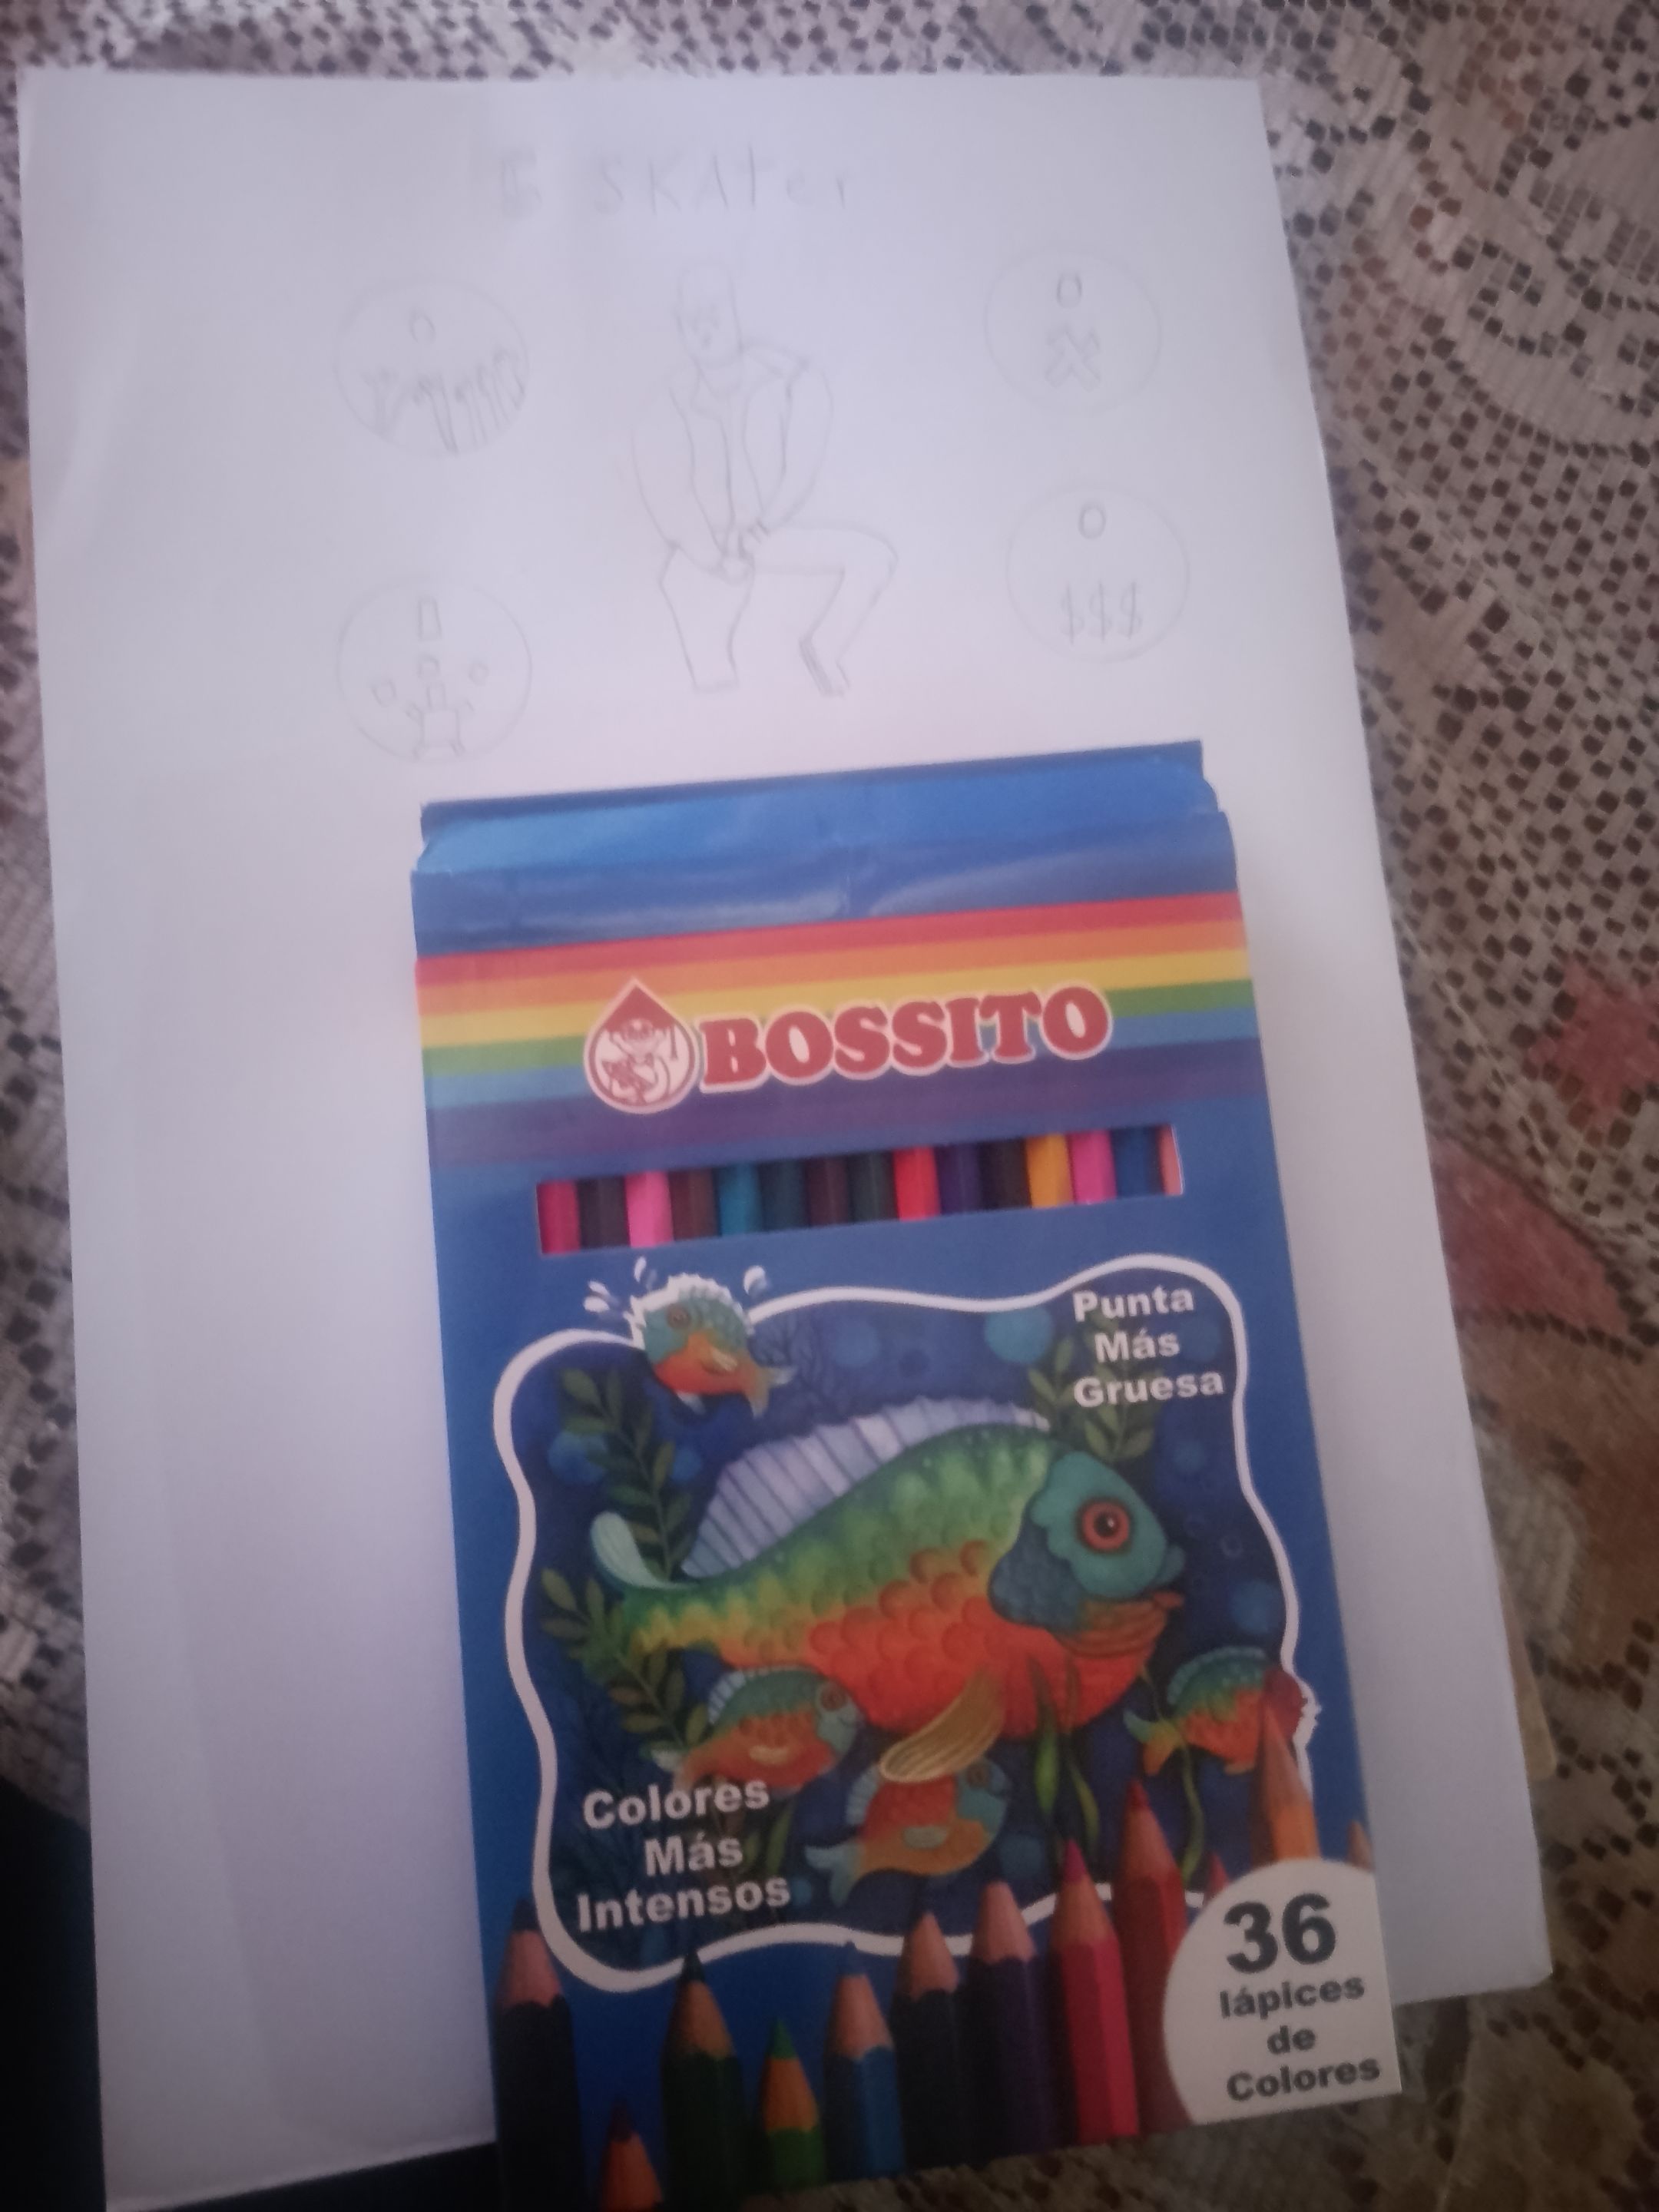 SKAter
$$$
BOSSITO
Punta
Más
Gruesa
Colores
Más
Intensos
36
lápices
de
Colores